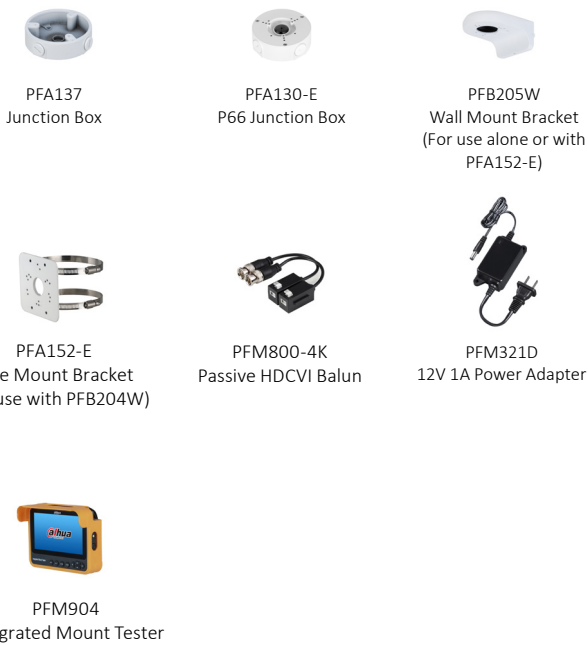 PFA137
Junction Box
PFA130-E
P66 Junction Box
PFB205W
Wall Mount Bracket
(For use alone or with
PFA152-E)
PFA152-E
e Mount Bracket
use with PFB204W)
PFM800-4K
Passive HDCVI Balun
PFM321D
12V 1A Power Adapter
alhua
PFM904
grated Mount Tester